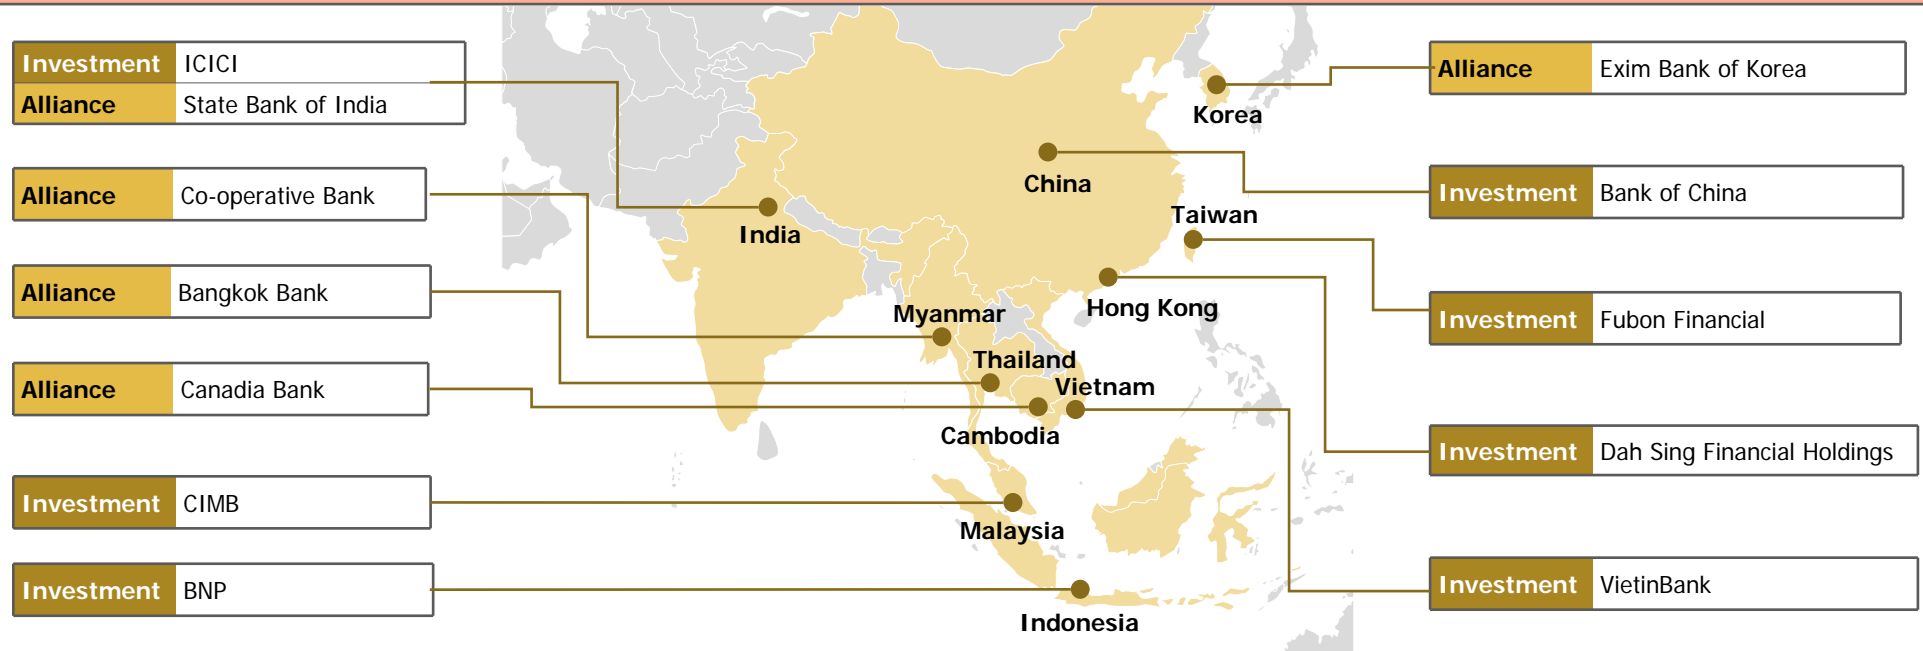 Investment ICICI
Alliance State Bank of India
Alliance Co-operative Bank
Alliance Bangkok Bank
Alliance Canadia Bank
Investment CIMB
Investment BNP
Korea
China
Taiwan
India
Hong Kong
Myanmar
Thailand
Vietnam
Cambodia
Malaysia
Indonesia
Alliance Exim Bank of Korea
Investment Bank of China
Investment Fubon Financial
Investment Dah Sing Financial Holdings
Investment VietinBank